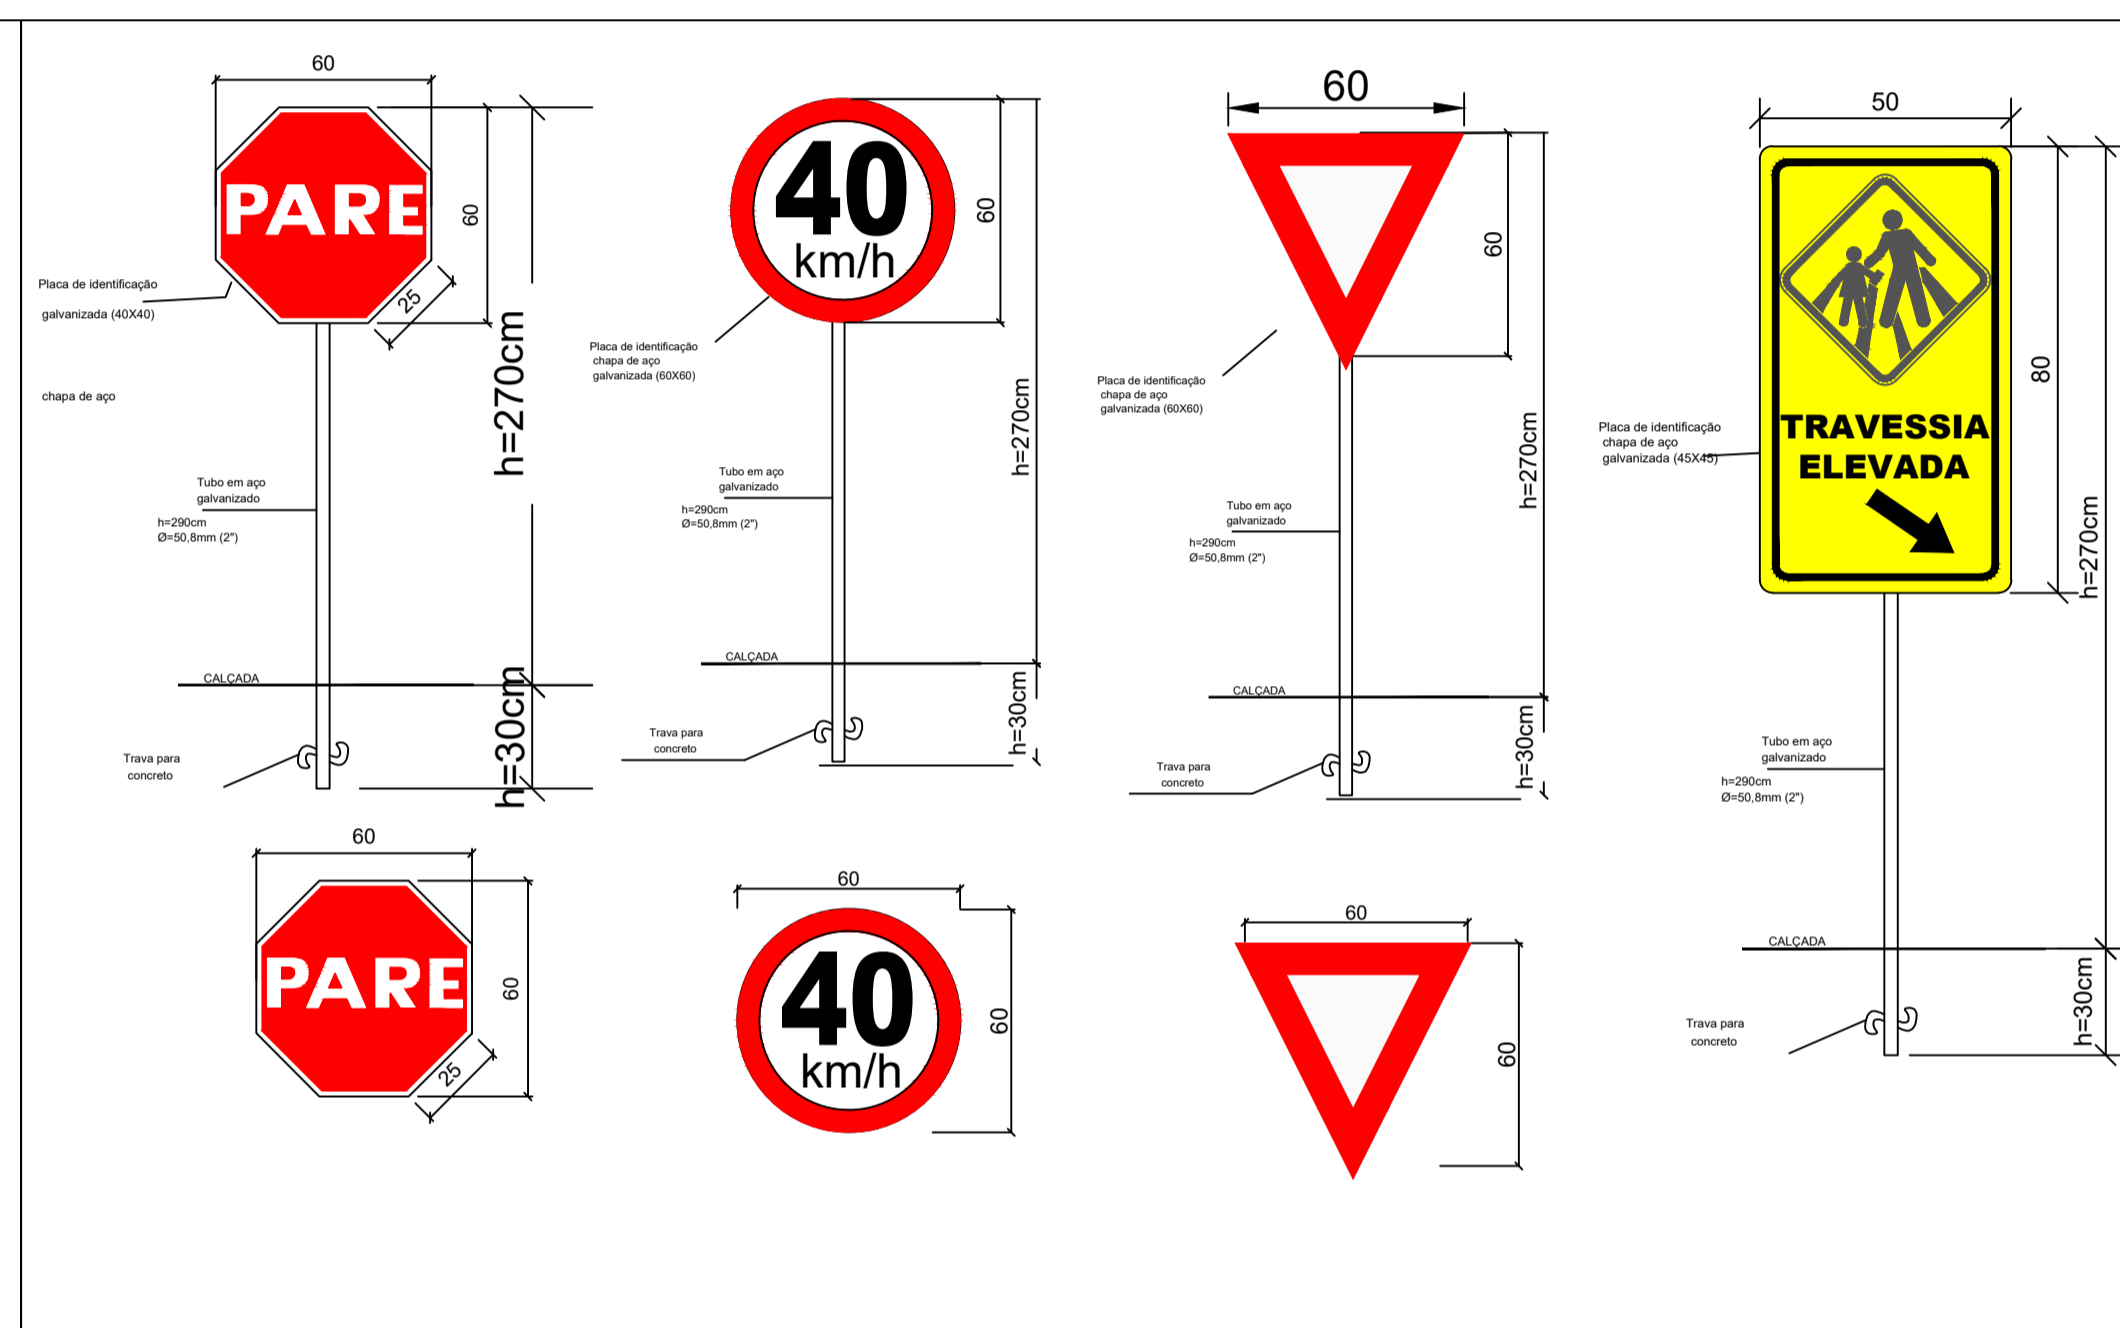 60
PARE
60
25
Placa de identificação
galvanizada (40X40)
chapa de aço
h=270cm
Tubo em aço
galvanizado
h=290cm
Ø=50,8mm (2")
CALÇADA
h=30cm
Trava para
concreto
60
PARE
60
25
40
km/h
60
Placa de identificação
chapa de aço
galvanizada (60X60)
h=270cm
Tubo em aço
galvanizado
h=290cm
Ø=50,8mm (2")
CALÇADA
h=30cm
Trava para
concreto
60
40
km/h
60
60
60
Placa de identificação
chapa de aço
galvanizada (60X60)
h=270cm
Tubo em aço
galvanizado
h=290cm
Ø=50,8mm (2")
CALÇADA
h=30cm
Trava para
concreto
60
60
50
80
TRAVESSIA
ELEVADA
Placa de identificação
chapa de aço
galvanizada (45X45)
h=270cm
Tubo em aço
galvanizado
h=290cm
Ø=50,8mm (2")
CALÇADA
h=30cm
Trava para
concreto